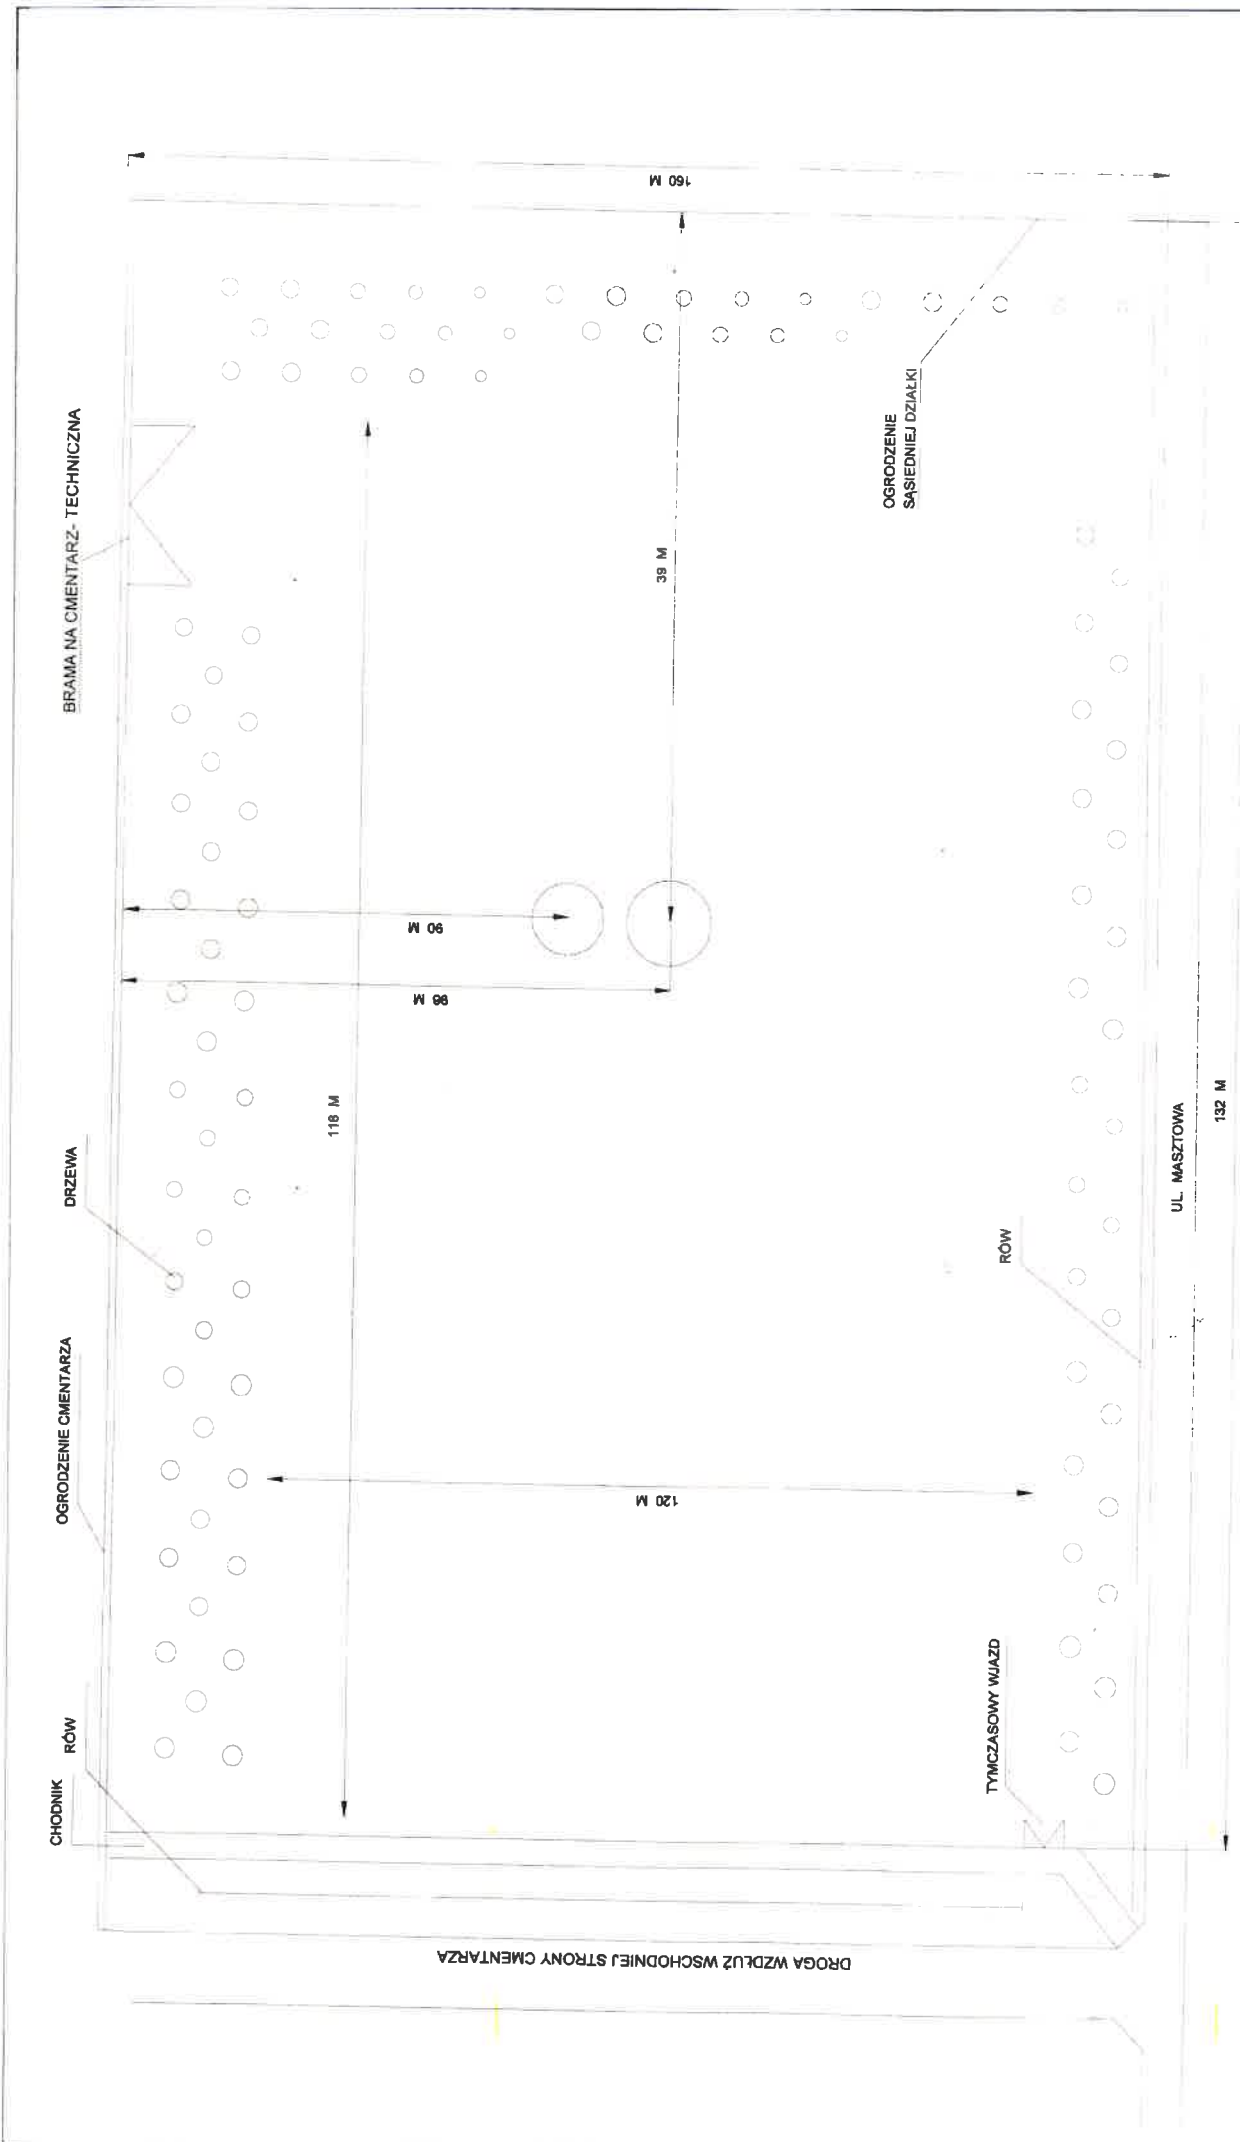 BRAMA NA CMENTARZ- TECHNICZNA
DRZEWA
OGRODZENIE CMENTARZA
RÓW
CHODNIK
160 M
39 M
OGRODZENIE
SĄSIEDNIEJ DZIAŁKI
90 M
96 M
118 M
120 M
RÓW
TYMCZASOWY WJAZD
UL. MASZTOWA
132 M
DROGA WZDŁUŻ WSCHODNIEJ STRONY CMENTARZA